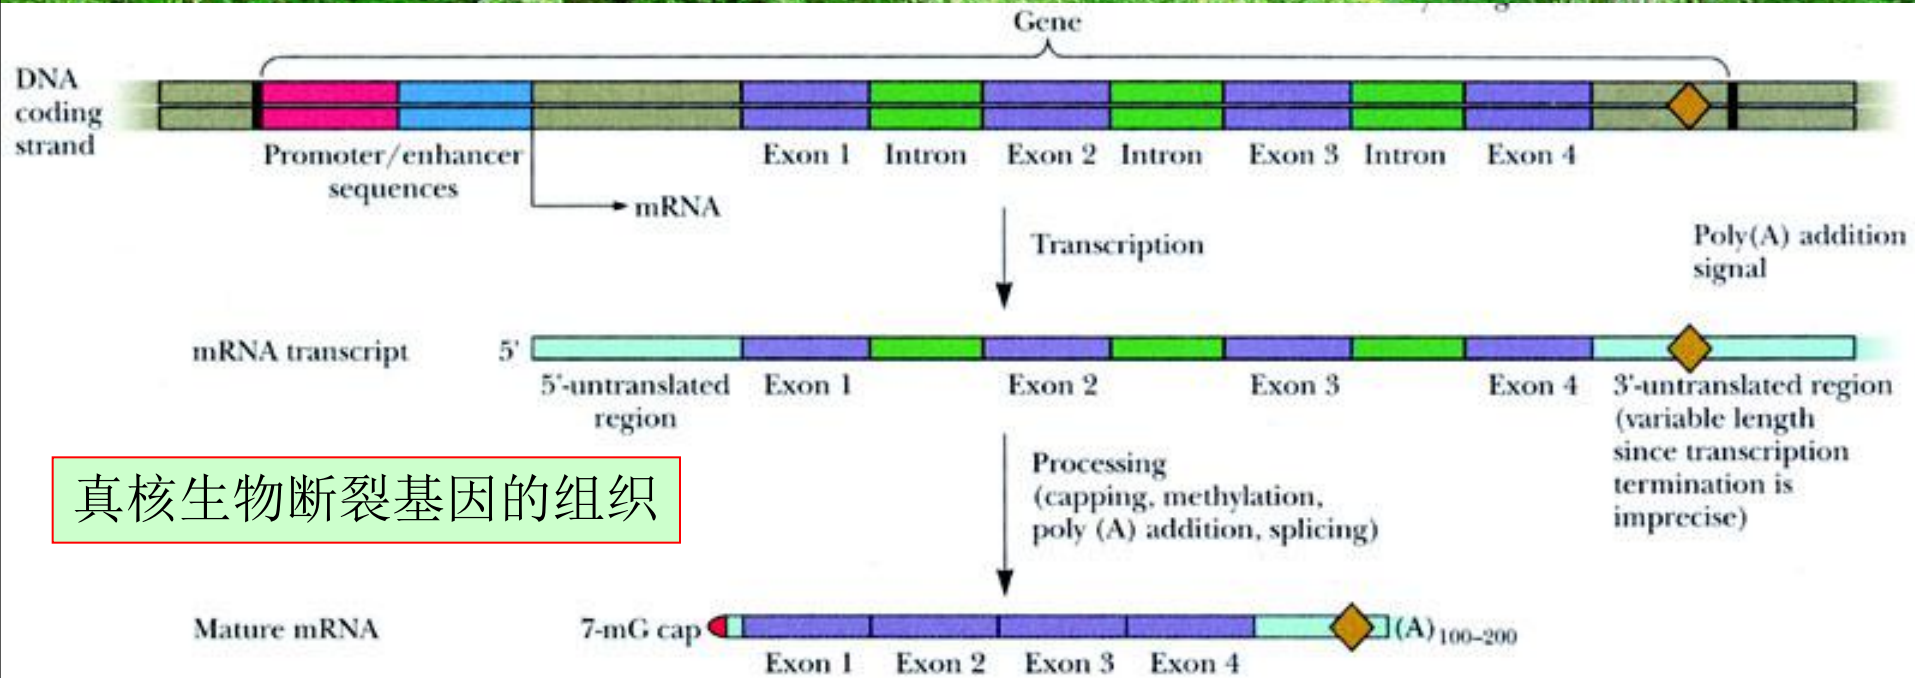 Gene
DNA
coding
strand
Promoter/enhancer
sequences
Exon 1 Intron Exon 2 Intron Exon 3 Intron Exon 4
mRNA
Transcription
Poly(A) addition
signal
mRNA transcript 5'
5'-untranslated
region
Exon 1 Exon 2 Exon 3 Exon 4
3'-untranslated region
(variable length
since transcription
termination is
imprecise)
真核生物断裂基因的组织
Processing
(capping, methylation,
poly (A) addition, splicing)
Mature mRNA 7-mG cap (A)100–200
Exon 1 Exon 2 Exon 3 Exon 4